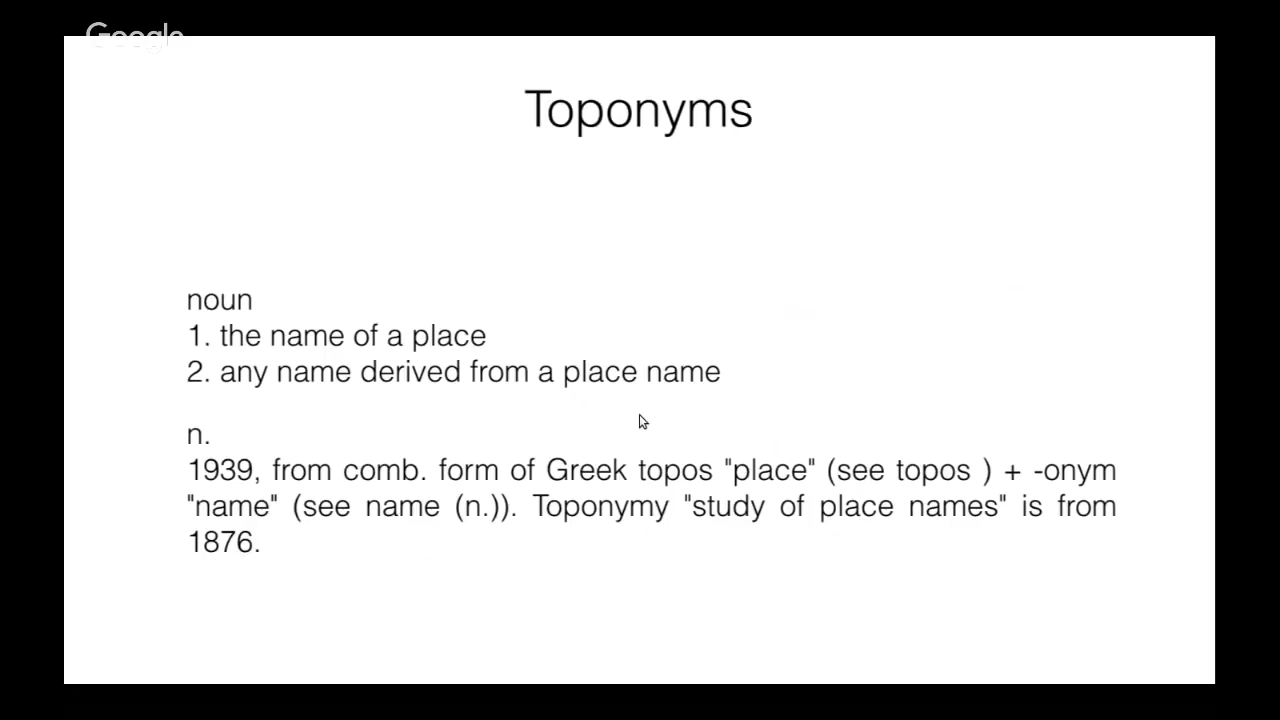 Google
Toponyms
noun
1. the name of a place
2. any name derived from a place name
n.
1939, from comb. form of Greek topos "place" (see topos ) + -onym
"name" (see name (n.)). Toponymy "study of place names" is from
1876.